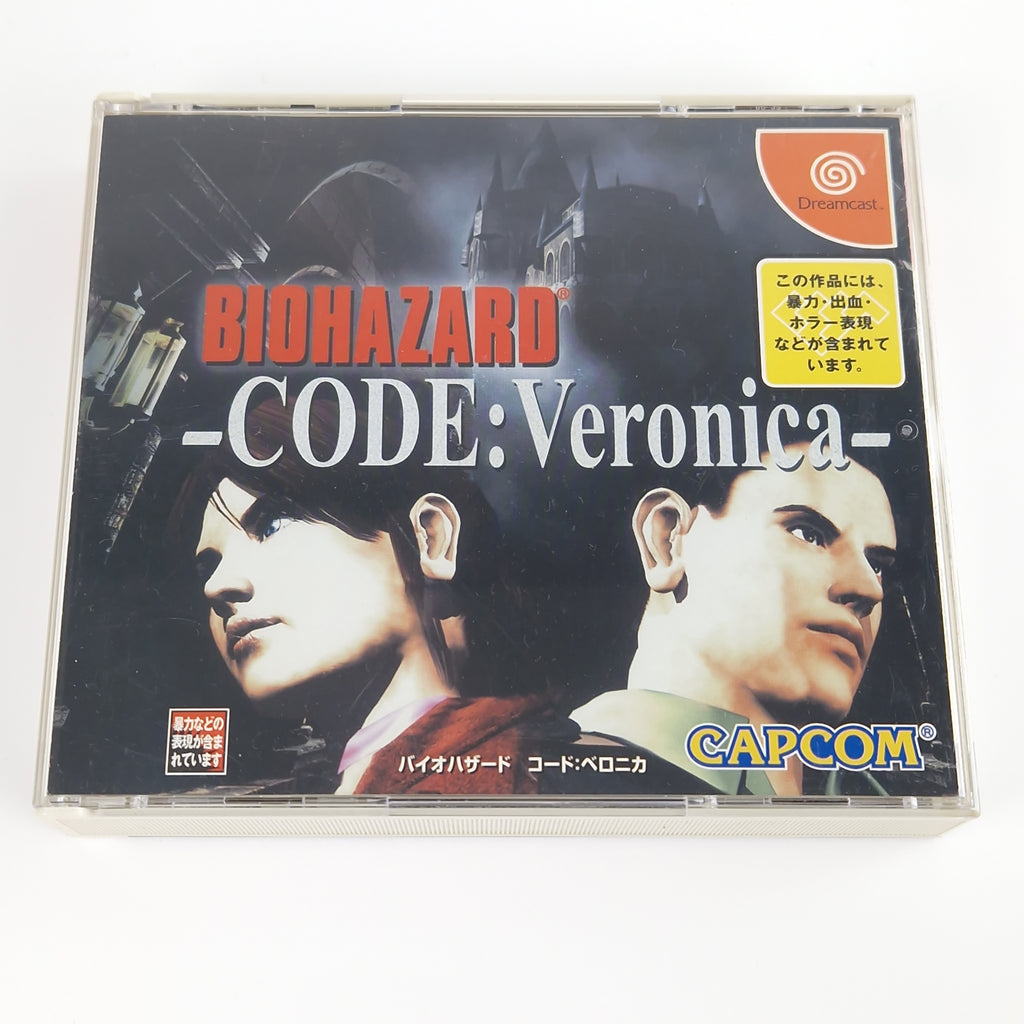 Dreamcast™
この作品には、
暴力・出血・
ホラー表現
などが含まれて
います。
BIOHAZARD®
-CODE:Veronica-
暴力などの
表現が含ま
れています
バイオハザード コード:ベロニカ
CAPCOM®